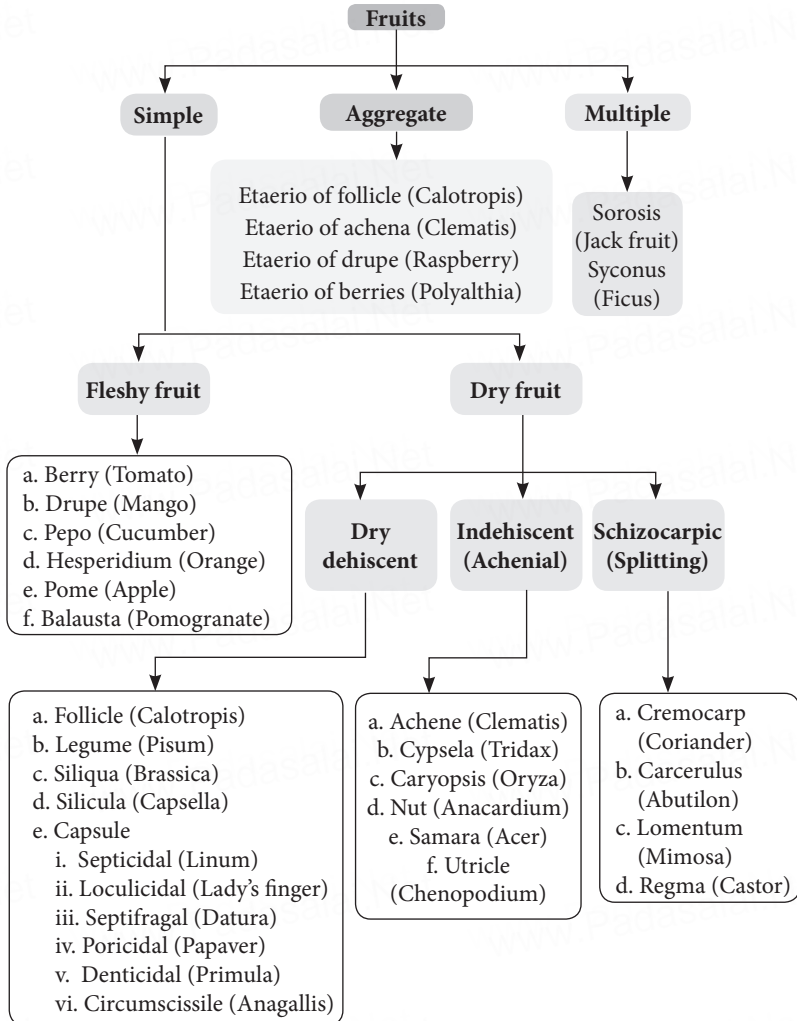 Fruits
Simple
Aggregate
Multiple
Etaerio of follicle (Calotropis)
Etaerio of achena (Clematis)
Etaerio of drupe (Raspberry)
Etaerio of berries (Polyalthia)
Sorosis
(Jack fruit)
Syconus
(Ficus)
Fleshy fruit
Dry fruit
a. Berry (Tomato)
b. Drupe (Mango)
c. Pepo (Cucumber)
d. Hesperidium (Orange)
e. Pome (Apple)
f. Balausta (Pomogranate)
Dry
dehiscent
Indehiscent
(Achenial)
Schizocarpic
(Splitting)
a. Follicle (Calotropis)
b. Legume (Pisum)
c. Siliqua (Brassica)
d. Silicula (Capsella)
e. Capsule
i. Septicidal (Linum)
ii. Loculicidal (Lady's finger)
iii. Septifragal (Datura)
iv. Poricidal (Papaver)
v. Denticidal (Primula)
vi. Circumscissile (Anagallis)
a. Achene (Clematis)
b. Cypsela (Tridax)
c. Caryopsis (Oryza)
d. Nut (Anacardium)
e. Samara (Acer)
f. Utricle
(Chenopodium)
a. Cremocarp
(Coriander)
b. Carcerulus
(Abutilon)
c. Lomentum
(Mimosa)
d. Regma (Castor)
www.Padasalai.Net